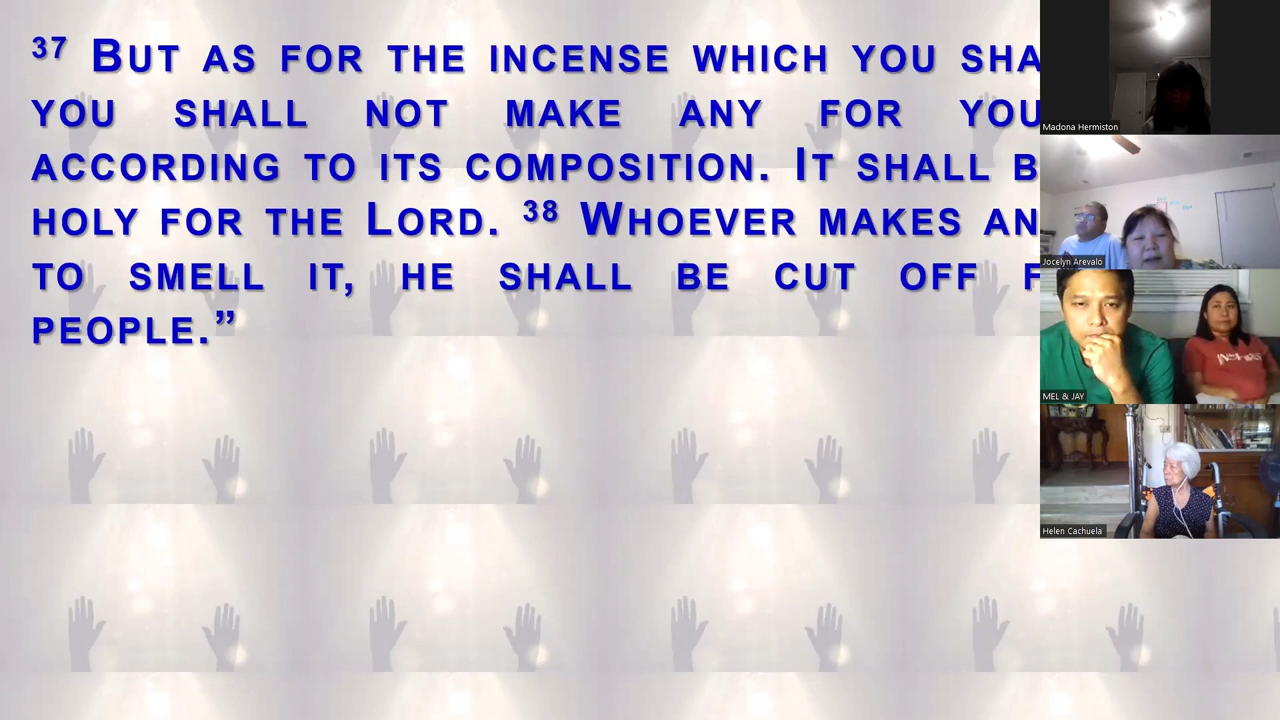 37 But as for the incense which you sha
you shall not make any for you
according to its composition. It shall b
holy for the Lord. 38 Whoever makes an
to smell it, he shall be cut off f
people.”
Madona Hermiston
Jocelyn Arevalo
MEL & JAY
Helen Cachuela